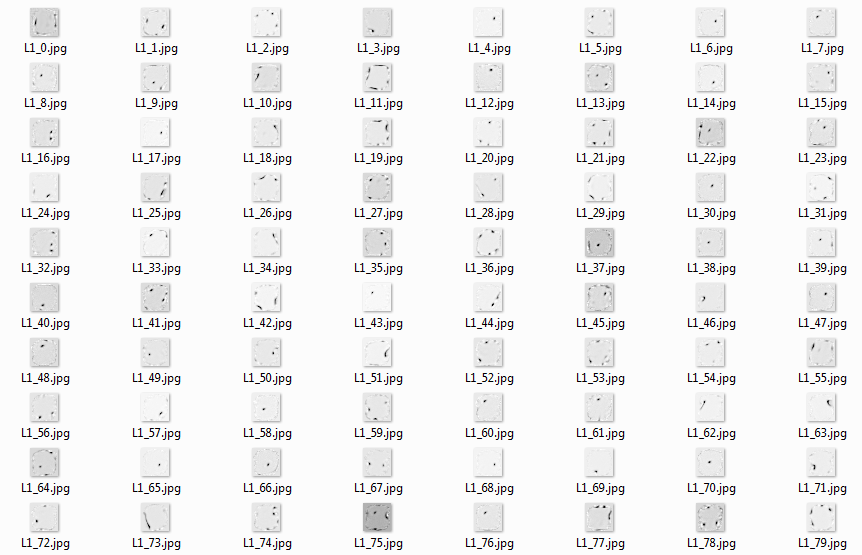 L1_0.jpg L1_1.jpg L1_2.jpg L1_3.jpg L1_4.jpg L1_5.jpg L1_6.jpg L1_7.jpg
L1_8.jpg L1_9.jpg L1_10.jpg L1_11.jpg L1_12.jpg L1_13.jpg L1_14.jpg L1_15.jpg
L1_16.jpg L1_17.jpg L1_18.jpg L1_19.jpg L1_20.jpg L1_21.jpg L1_22.jpg L1_23.jpg
L1_24.jpg L1_25.jpg L1_26.jpg L1_27.jpg L1_28.jpg L1_29.jpg L1_30.jpg L1_31.jpg
L1_32.jpg L1_33.jpg L1_34.jpg L1_35.jpg L1_36.jpg L1_37.jpg L1_38.jpg L1_39.jpg
L1_40.jpg L1_41.jpg L1_42.jpg L1_43.jpg L1_44.jpg L1_45.jpg L1_46.jpg L1_47.jpg
L1_48.jpg L1_49.jpg L1_50.jpg L1_51.jpg L1_52.jpg L1_53.jpg L1_54.jpg L1_55.jpg
L1_56.jpg L1_57.jpg L1_58.jpg L1_59.jpg L1_60.jpg L1_61.jpg L1_62.jpg L1_63.jpg
L1_64.jpg L1_65.jpg L1_66.jpg L1_67.jpg L1_68.jpg L1_69.jpg L1_70.jpg L1_71.jpg
L1_72.jpg L1_73.jpg L1_74.jpg L1_75.jpg L1_76.jpg L1_77.jpg L1_78.jpg L1_79.jpg